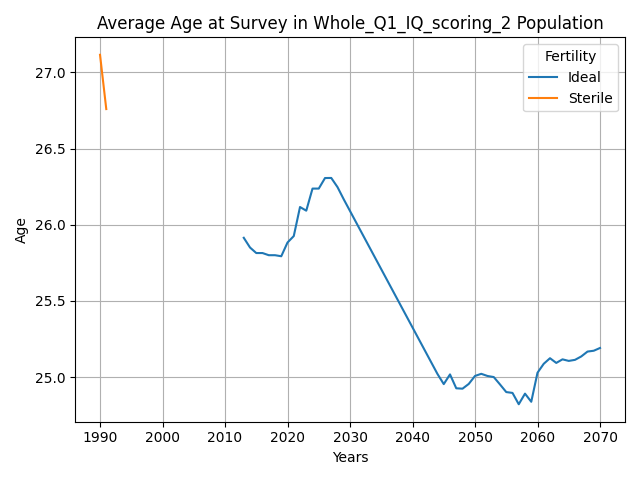 Average Age at Survey in Whole_Q1_IQ_scoring_2 Population
Fertility
Ideal
Sterile
27.0
26.5
26.0
25.5
25.0
Age
1990
2000
2010
2020
2030
2040
2050
2060
2070
Years